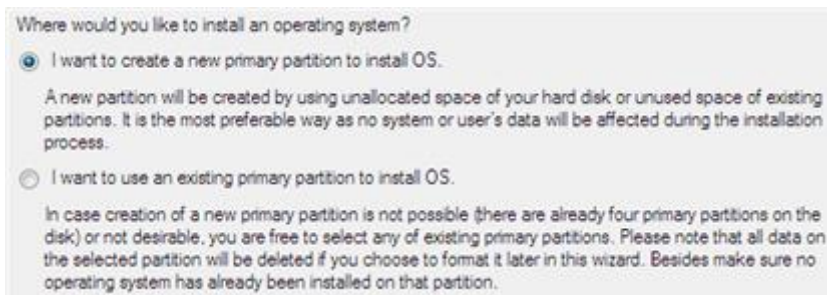 Where would you like to install an operating system?
I want to create a new primary partition to install OS.
A new partition will be created by using unallocated space of your hard disk or unused space of existing
partitions. It is the most preferable way as no system or user's data will be affected during the installation
process.
I want to use an existing primary partition to install OS.
In case creation of a new primary partition is not possible (there are already four primary partitions on the
disk) or not desirable, you are free to select any of existing primary partitions. Please note that all data on
the selected partition will be deleted if you choose to format it later in this wizard. Besides make sure no
operating system has already been installed on that partition.